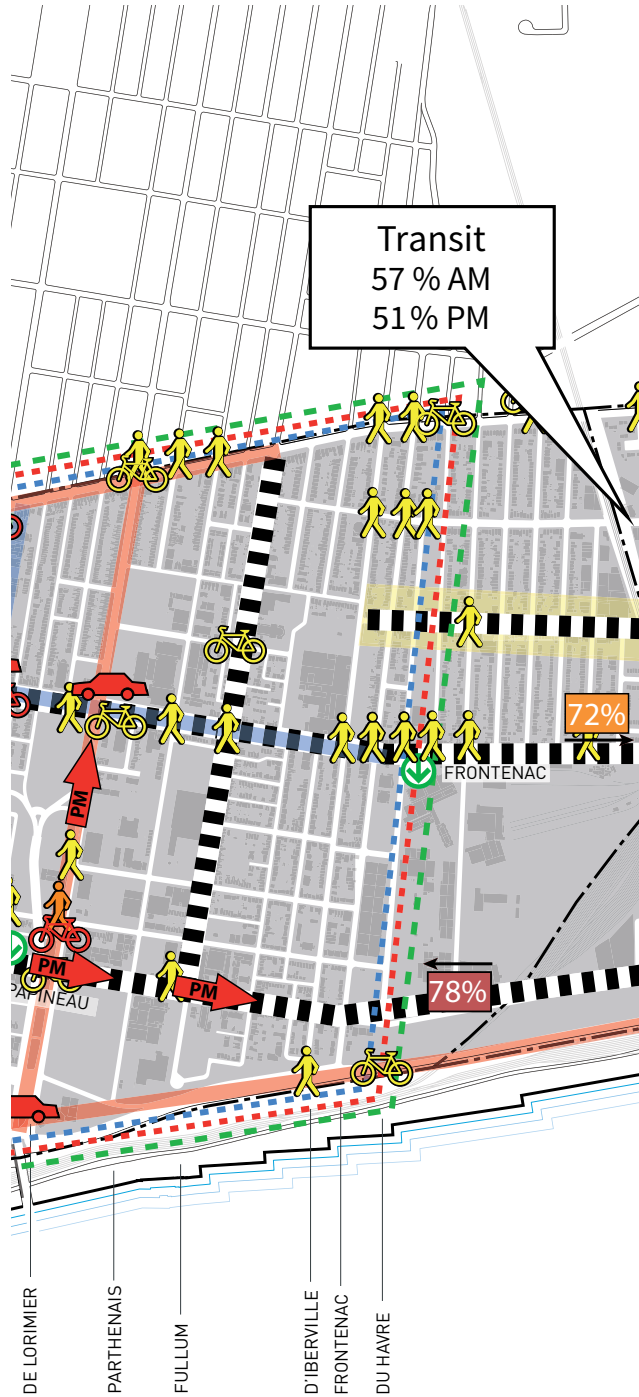 Transit
57 % AM
51% PM
72%
FRONTENAC
PM
PM
PM
78%
PAPINEAU
DE LORIMIER
PARTHENAIS
FULLUM
D'IBERVILLE
FRONTENAC
DU HAVRE